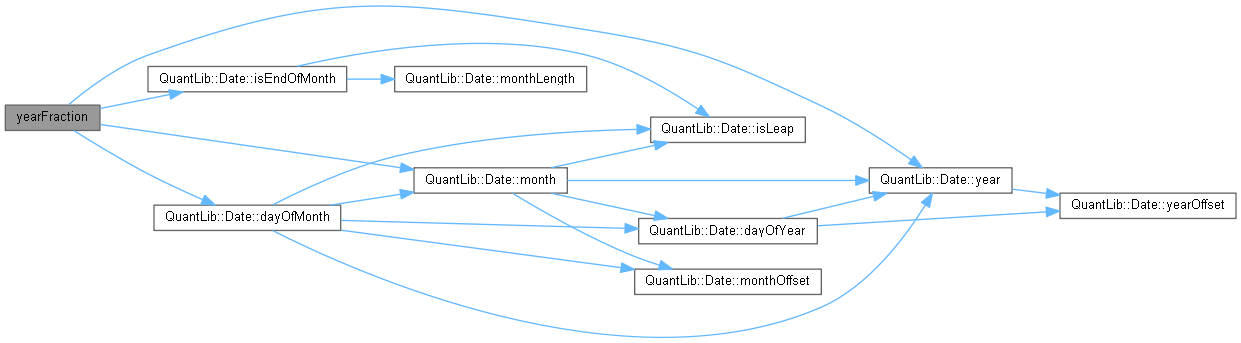 yearFraction
QuantLib::Date::isEndOfMonth
QuantLib::Date::monthLength
QuantLib::Date::isLeap
QuantLib::Date::month
QuantLib::Date::year
QuantLib::Date::yearOffset
QuantLib::Date::dayOfMonth
QuantLib::Date::dayOfYear
QuantLib::Date::monthOffset